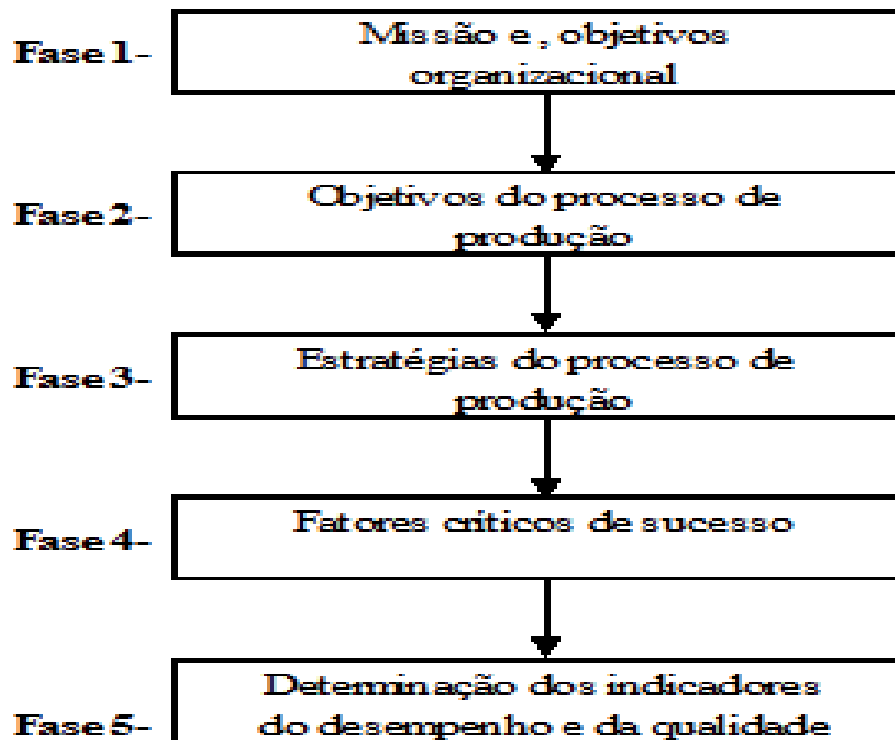 Fase 1- Missão e , objetivos
organizacional
Fase 2- Objetivos do processo de
produção
Fase 3- Estratégias do processo de
produção
Fase 4- Fatores criticos de sucesso
Fase 5- Determinação dos indicadores
do desempenho e da qualidade